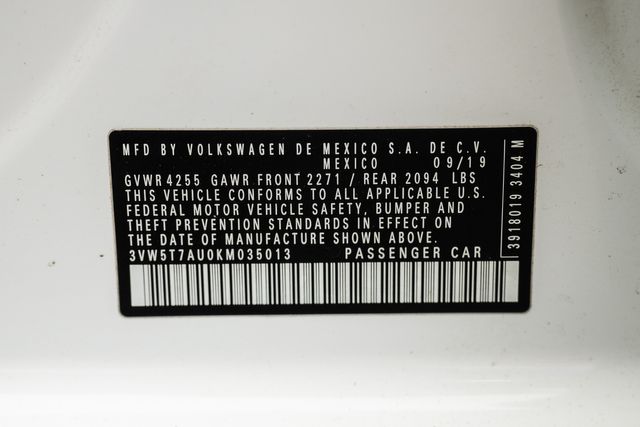 MFD BY VOLKSWAGEN DE MEXICO S.A. DE C.V.
MEXICO 09/19
GVWR 4255 GAWR FRONT 2271 / REAR 2094 LBS
THIS VEHICLE CONFORMS TO ALL APPLICABLE U.S.
FEDERAL MOTOR VEHICLE SAFETY, BUMPER AND
THEFT PREVENTION STANDARDS IN EFFECT ON
THE DATE OF MANUFACTURE SHOWN ABOVE.
3VW5T7AU0KM035013 PASSENGER CAR
3918019 3404 M